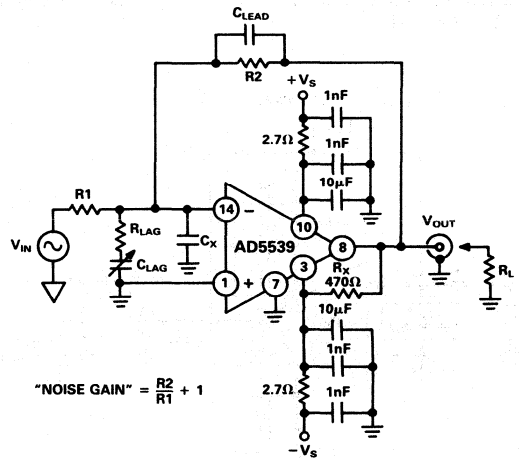 CLEAD
R2
+VS
1nF
2.7Ω
1nF
10μF
R1
14
–
10
VOUT
RLAG
CX
AD5539
8
VIN
CLAG
1
+
7
3
RX
470Ω
RL
10μF
1nF
"NOISE GAIN" = R2/R1 + 1
2.7Ω
1nF
–VS